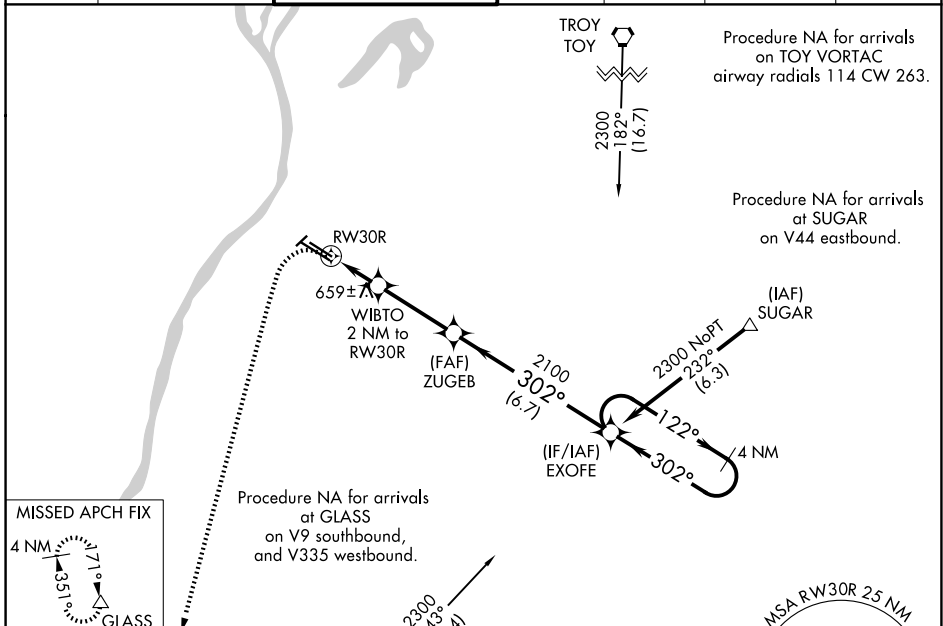 TROY
TOY
Procedure NA for arrivals
on TOY VORTAC
airway radials 114 CW 263.
2300
182°
(16.7)
Procedure NA for arrivals
at SUGAR
on V44 eastbound.
RW30R
659±
WIBTO
2 NM to
RW30R
(FAF)
ZUGEB
2100
302°
(6.7)
(IAF)
SUGAR
2300 NoPT
232°
(6.3)
122°
302°
4 NM
(IF/IAF)
EXOFE
Procedure NA for arrivals
at GLASS
on V9 southbound,
and V335 westbound.
MISSED APCH FIX
4 NM
171°
351°
GLASS
2300
MSA RW30R 25 NM